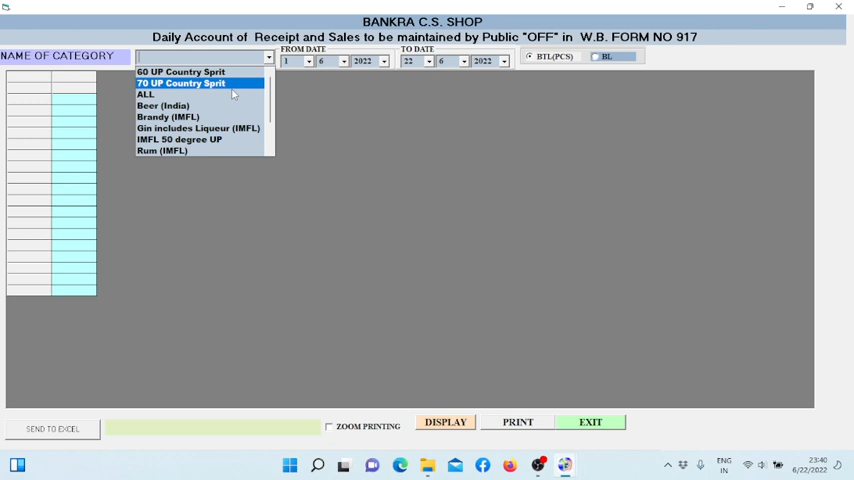 BANKRA C.S. SHOP
Daily Account of Receipt and Sales to be maintained by Public "OFF" in W.B. FORM NO 917
NAME OF CATEGORY
FROM DATE
1 6 2022
TO DATE
22 6 2022
BTL(PCS) BL
60 UP Country Sprit
70 UP Country Sprit
ALL
Beer (India)
Brandy (IMFL)
Gin includes Liqueur (IMFL)
IMFL 50 degree UP
Rum (IMFL)
SEND TO EXCEL
ZOOM PRINTING
DISPLAY
PRINT
EXIT
ENG
IN
23:40
6/22/2022